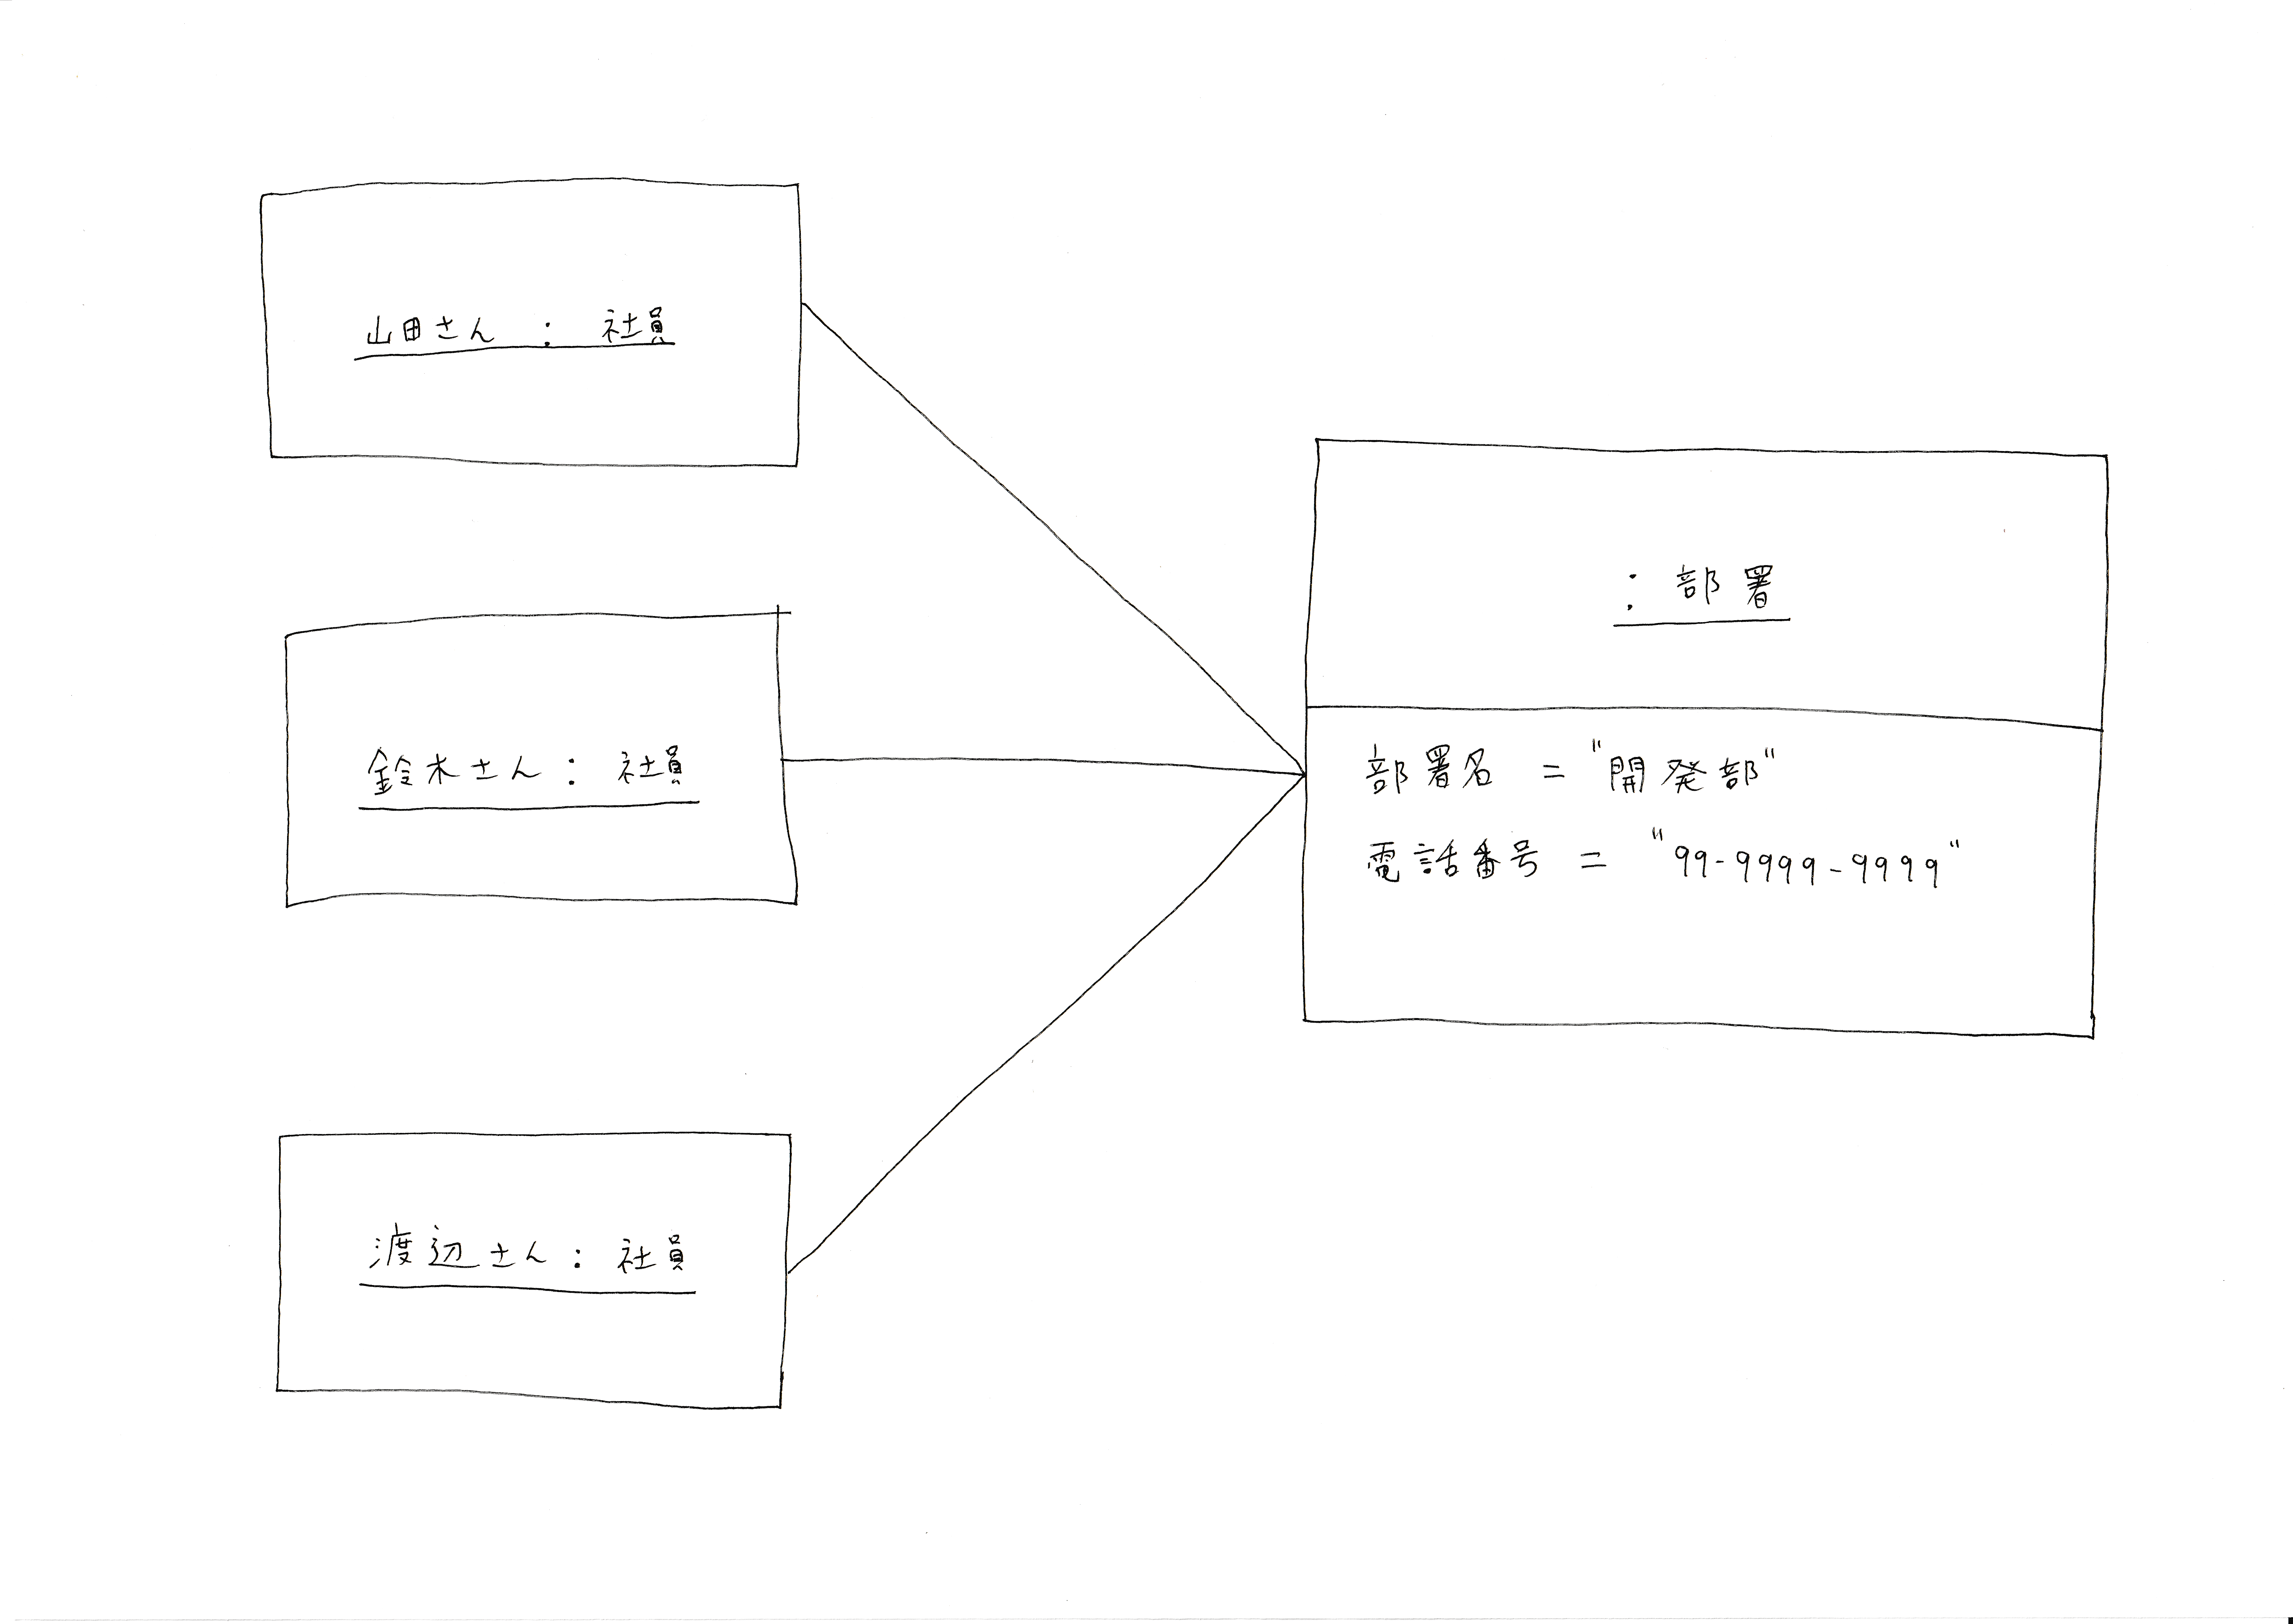 山田さん : 社員
鈴木さん : 社員
渡辺さん : 社員
: 部署
部署名 = "開発部"
電話番号 = "99-9999-9999"